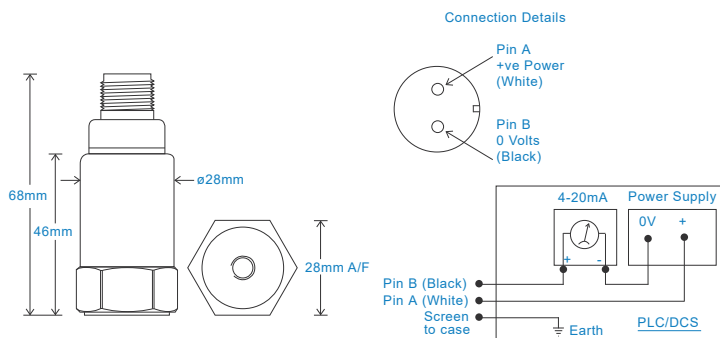 Connection Details
Pin A
+ve Power
(White)
Pin B
0 Volts
(Black)
68mm
46mm
ø28mm
28mm A/F
4-20mA
Power Supply
0V
+
+
-
Pin B (Black)
Pin A (White)
Screen
to case
Earth
PLC/DCS